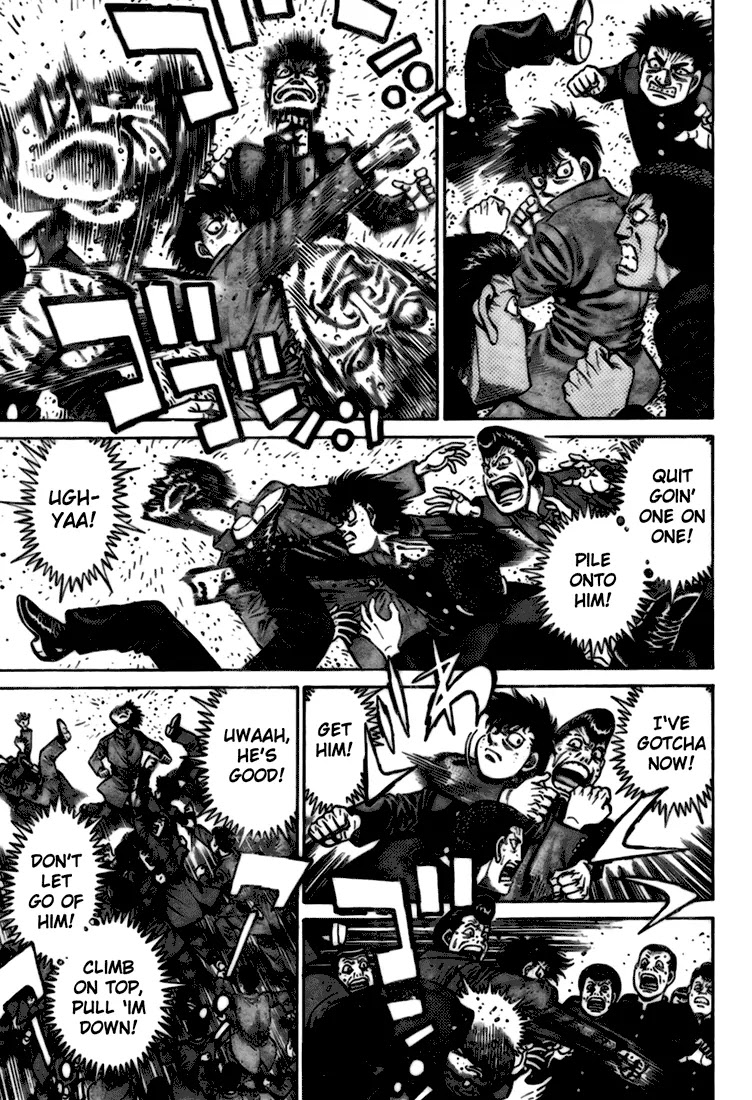 QUIT
GOIN'
ONE ON
ONE!
PILE
ONTO
HIM!
UGH-
YAA!
I'VE
GOTCHA
NOW!
GET
HIM!
UWAAH,
HE'S
GOOD!
DON'T
LET
GO OF
HIM!
CLIMB
ON TOP,
PULL 'IM
DOWN!